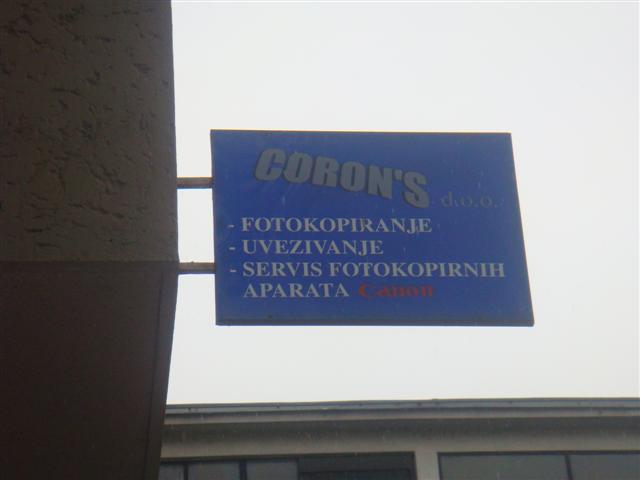 CORON'S d.o.o.
- FOTOKOPIRANJE
- UVEZIVANJE
- SERVIS FOTOKOPIRNIH
APARATA Canon